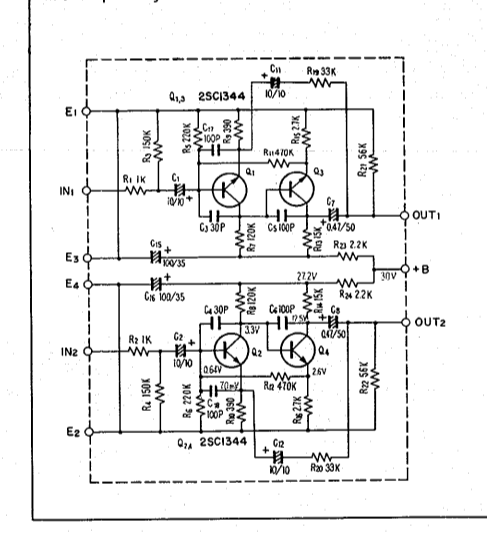 C11
10/10
R19 33K
Q1,3 2SC1344
E1
R3 150K
R5 220K
C17
100P
R9 390
R15 2.7K
R11 470K
R21 56K
R1 1K
C1
10/10
IN1
Q1
Q3
C3 30P
C5 100P
C7
0.47/50
OUT1
R7 120K
R13 15K
R23 2.2K
E3
C15
100/35
+B
30V
E4
C16 100/35
27.2V
R24 2.2K
R8 120K
R14 15K
C4 30P
C6 100P
C8
0.47/50
OUT2
3.3V
17.5V
R2 1K
C2
10/10
IN2
Q2
Q4
0.64V
2.6V
R12 470K
R4 150K
R6 220K
70mV
100P
R10 390
R16 2.7K
R22 56K
E2
Q2,4 2SC1344
C12
10/10
R20 33K